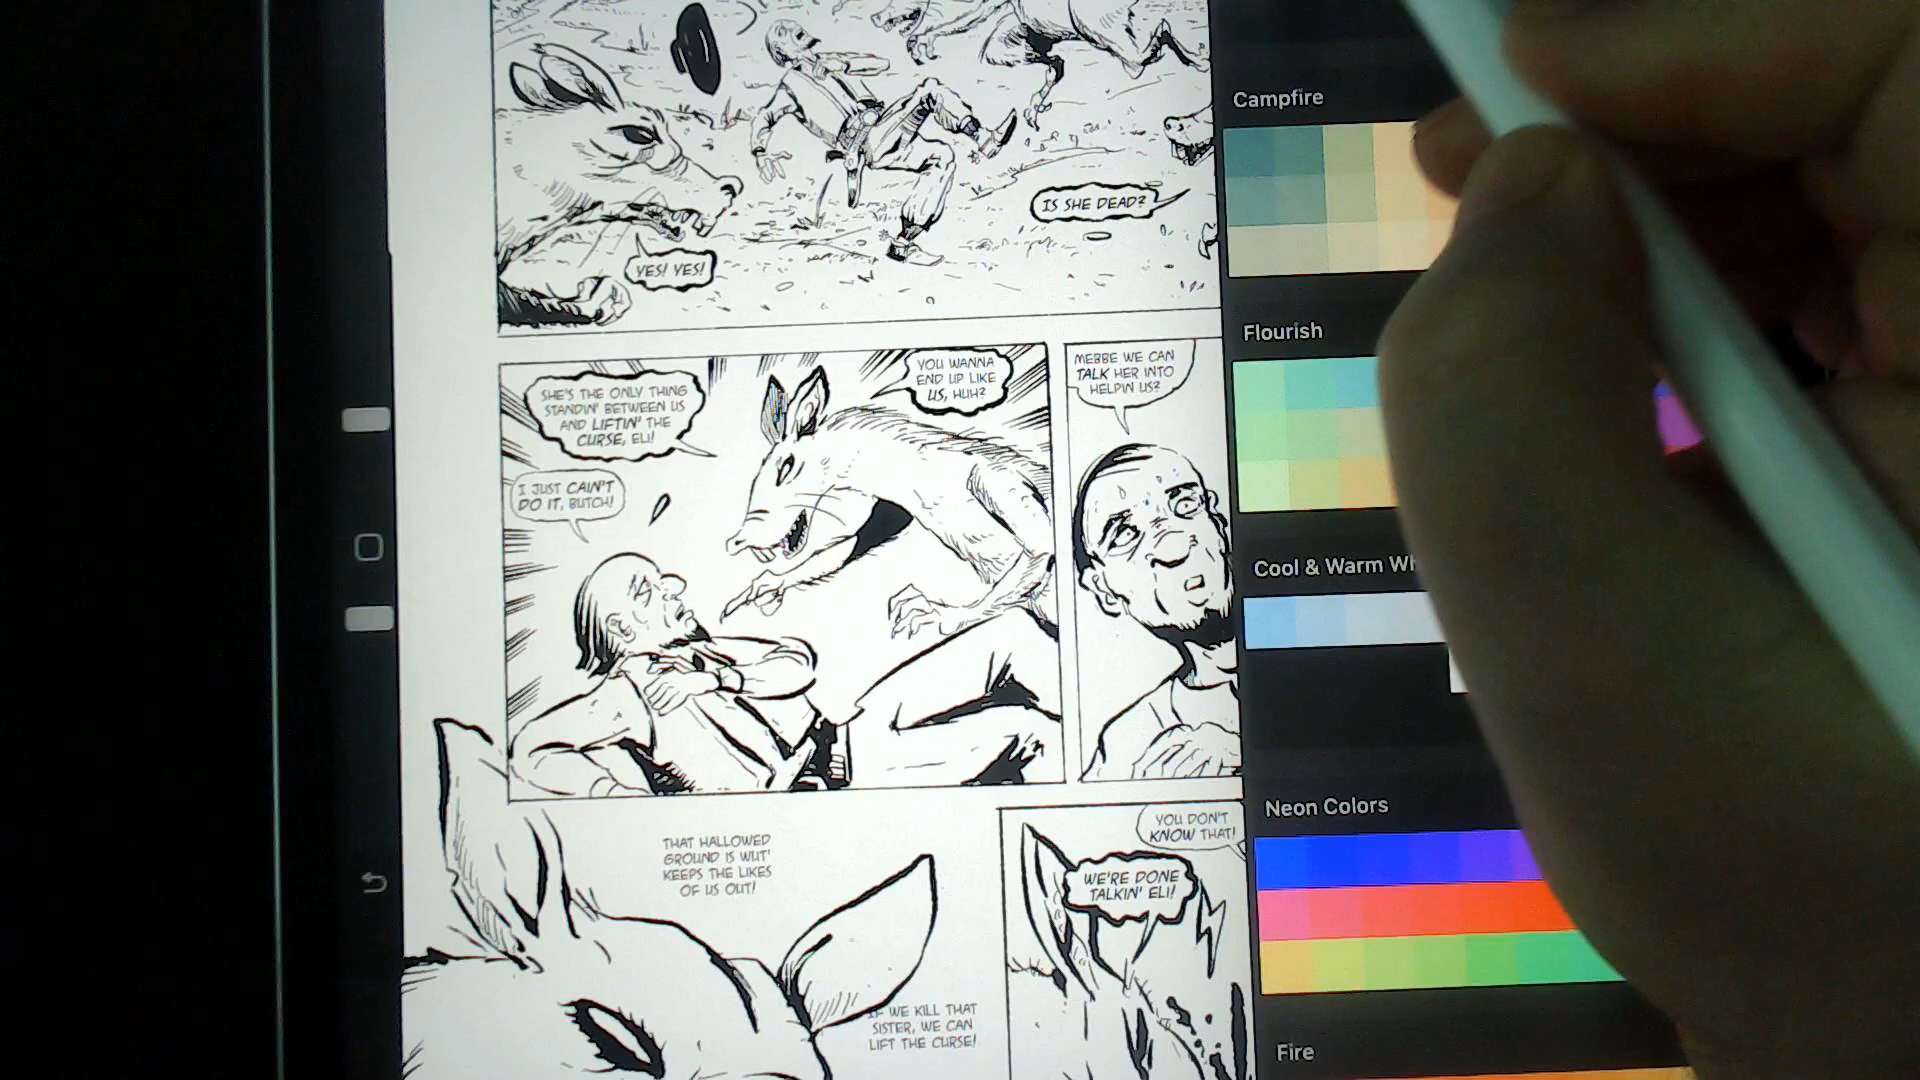 IS SHE DEAD?
YES! YES!
SHE'S THE ONLY THING
STANDIN' BETWEEN US
AND LIFTIN' THE
CURSE, ELI!
YOU WANNA
END UP LIKE
US, HUH?
I JUST CAIN'T
DO IT, BUTCH!
MEBBE WE CAN
TALK HER INTO
HELPIN US?
THAT HALLOWED
GROUND IS WUT'
KEEPS THE LIKES
OF US OUT!
IF WE KILL THAT
SISTER, WE CAN
LIFT THE CURSE!
YOU DON'T
KNOW THAT!
WE'RE DONE
TALKIN' ELI!
Campfire
Flourish
Cool & Warm
Neon Colors
Fire